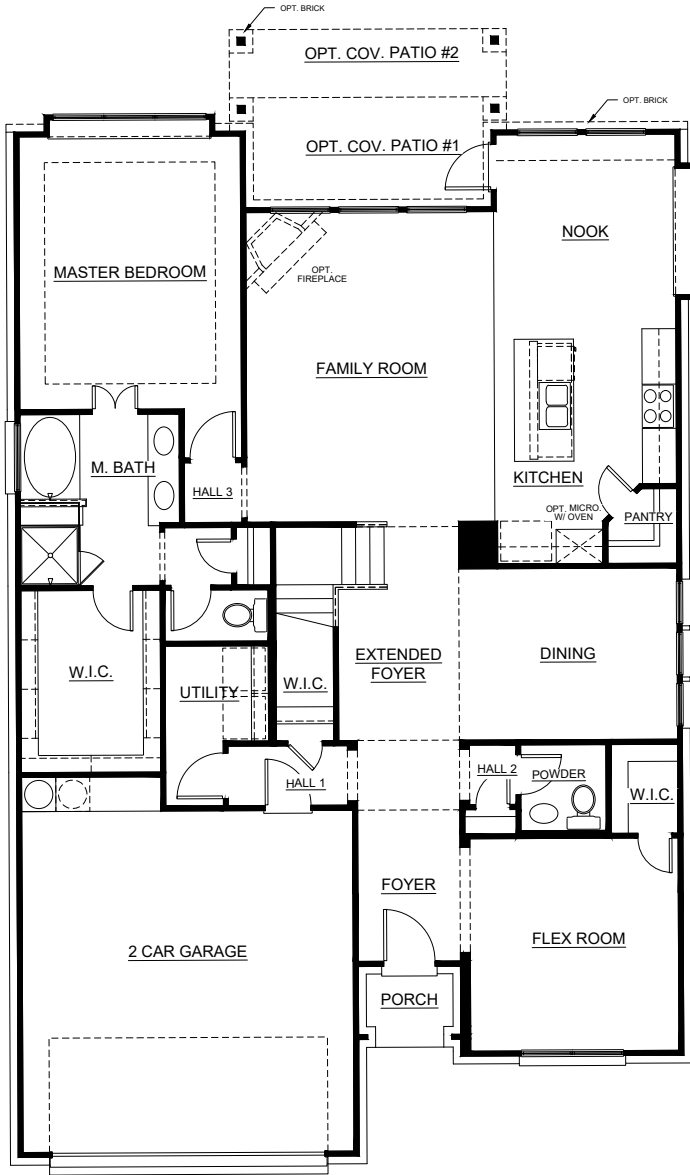 OPT. BRICK
OPT. COV. PATIO #2
OPT. BRICK
OPT. COV. PATIO #1
NOOK
MASTER BEDROOM
OPT.
FIREPLACE
FAMILY ROOM
M. BATH
KITCHEN
HALL 3
OPT. MICRO.
W/ OVEN
PANTRY
EXTENDED
FOYER
DINING
W.I.C.
UTILITY
W.I.C.
HALL 1
HALL 2
POWDER
W.I.C.
FOYER
FLEX ROOM
2 CAR GARAGE
PORCH